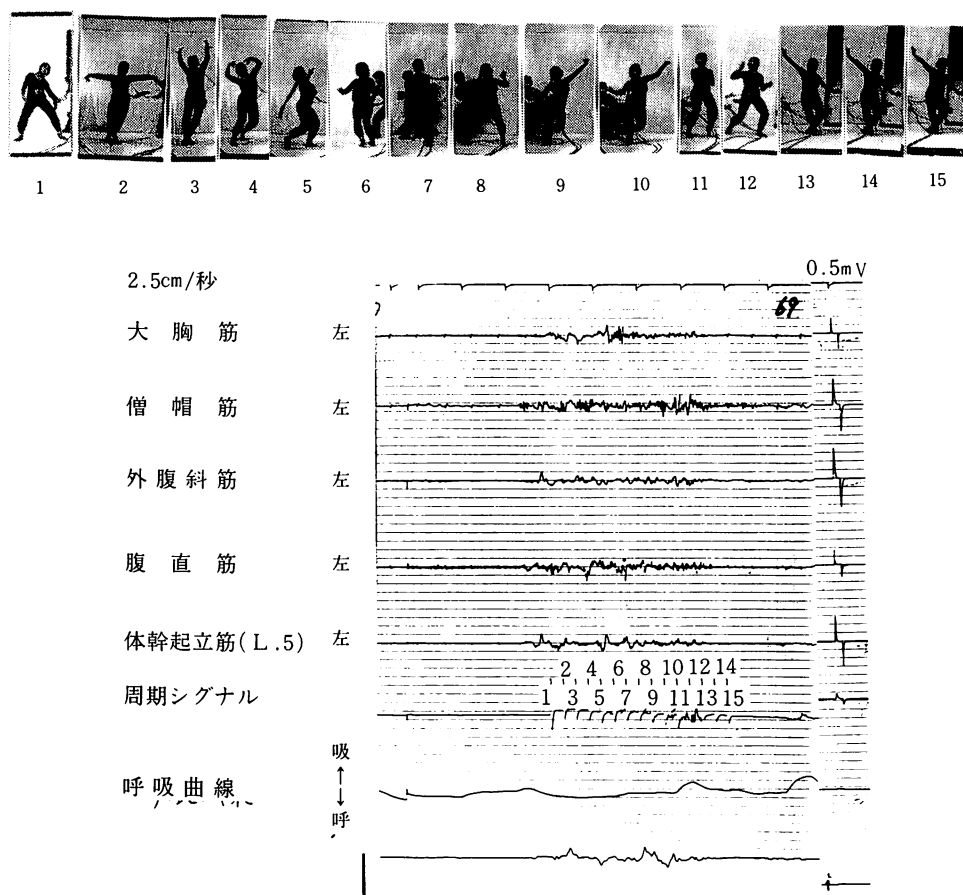 1 2 3 4 5 6 7 8 9 10 11 12 13 14 15
2.5cm/秒
0.5mV
69
大胸筋 左
僧帽筋 左
外腹斜筋 左
腹直筋 左
体幹起立筋(L.5) 左
2 4 6 8 10 12 14
周期シグナル
1 3 5 7 9 11 13 15
吸
呼吸曲線
呼